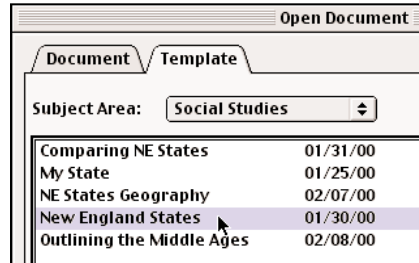 Open Document
Document Template
Subject Area: Social Studies
Comparing NE States 01/31/00
My State 01/25/00
NE States Geography 02/07/00
New England States 01/30/00
Outlining the Middle Ages 02/08/00